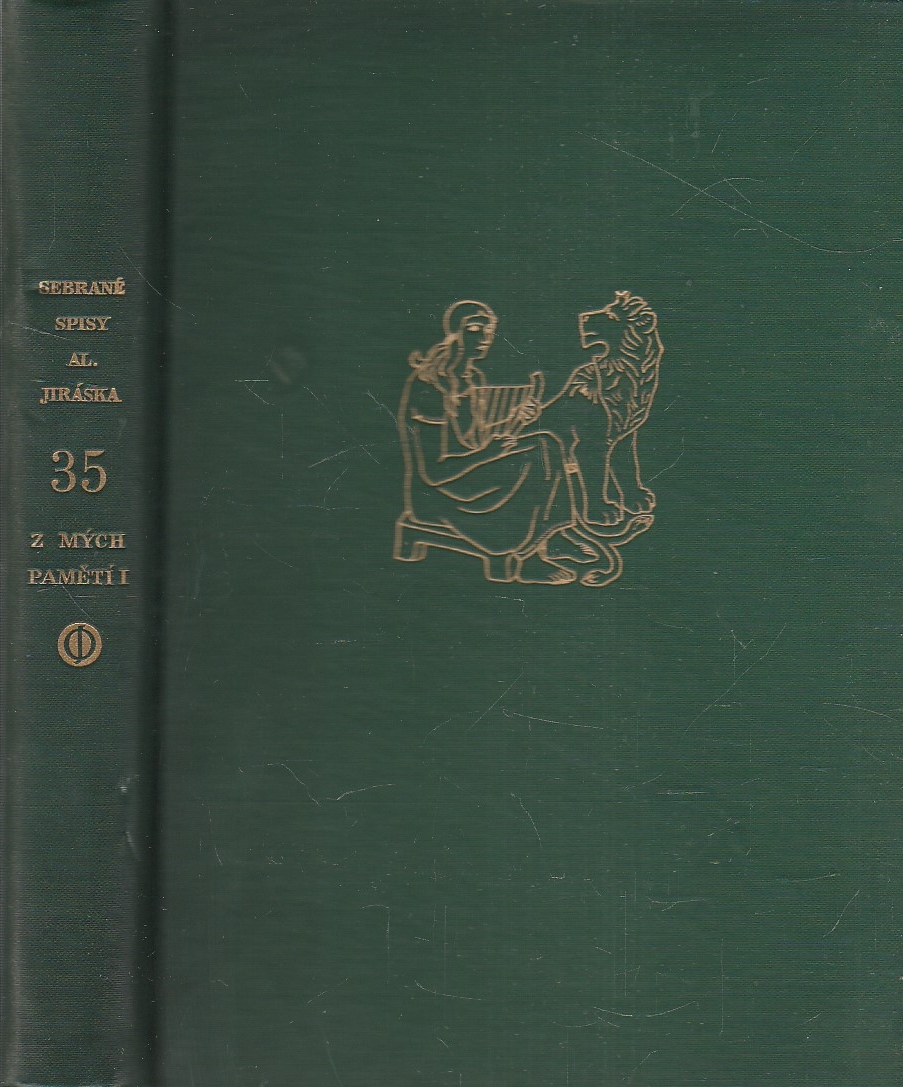 SEBRANÉ
SPISY
AL.
JIRÁSKA
35
Z MÝCH
PAMĚTÍ I